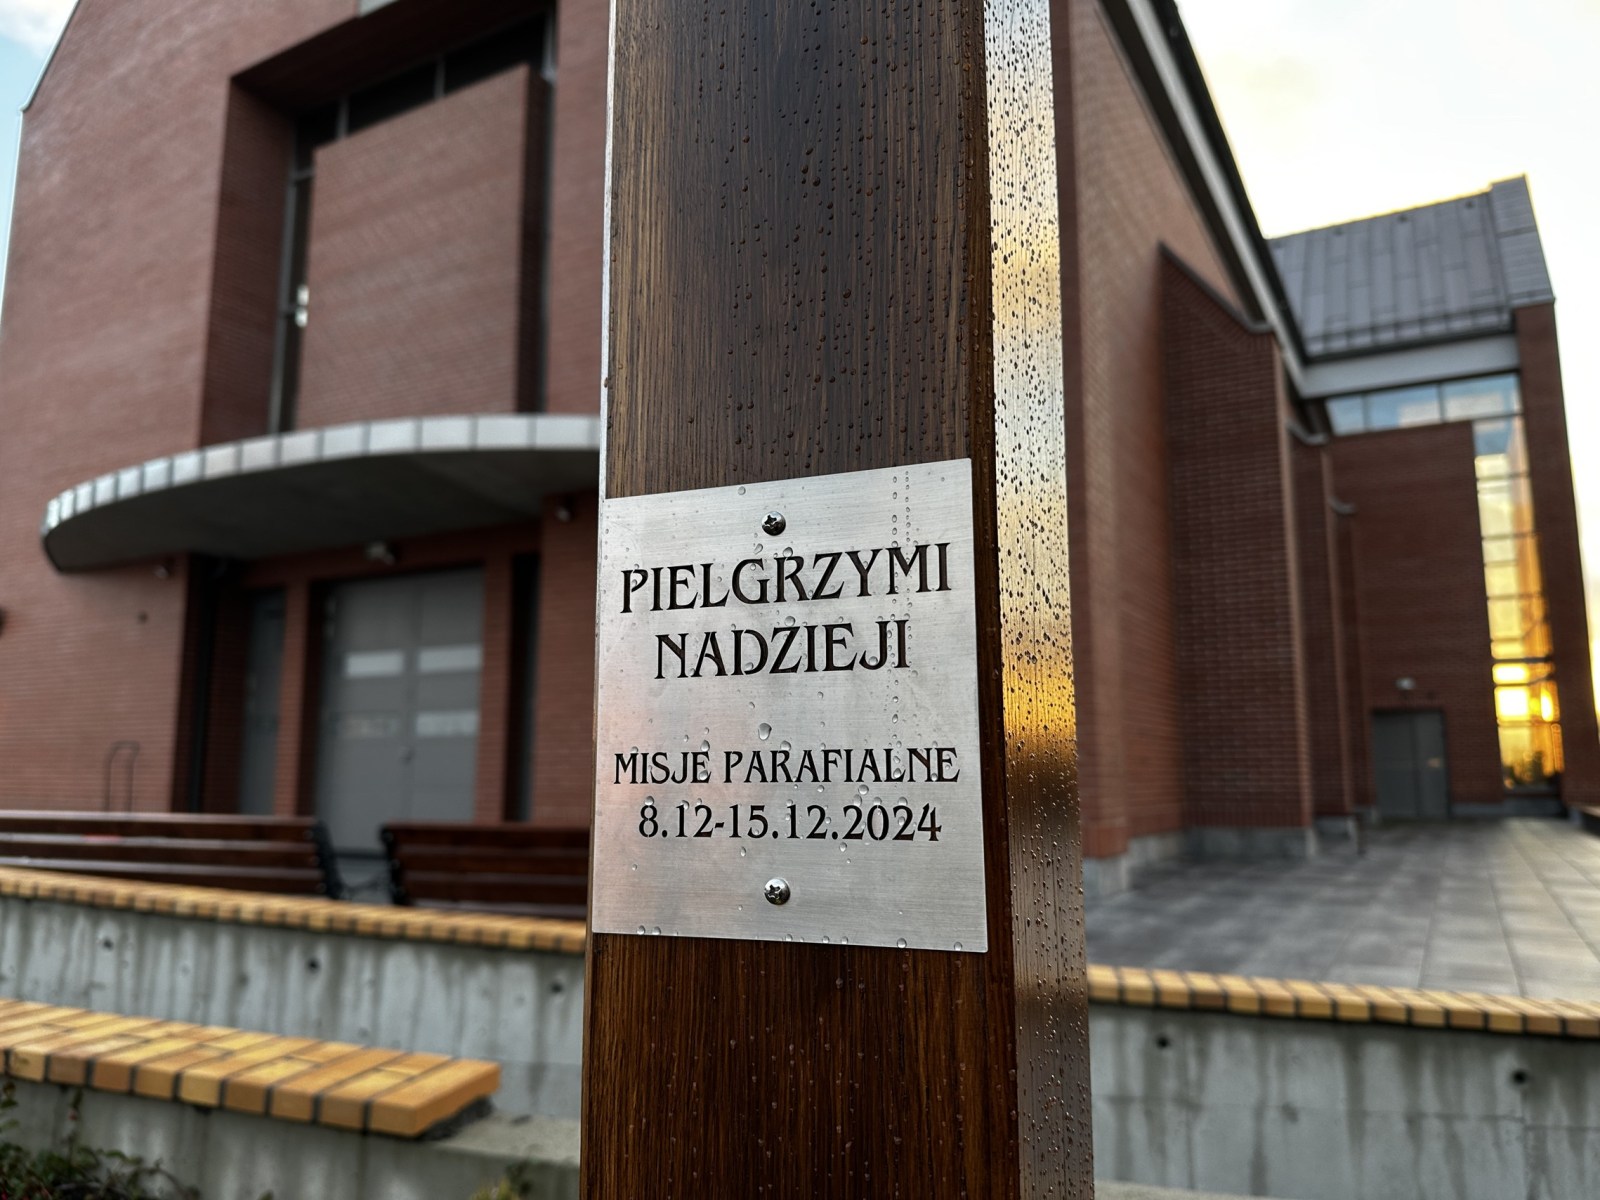 PIELGRZYMI
NADZIEJI
MISJE PARAFIALNE
8.12-15.12.2024